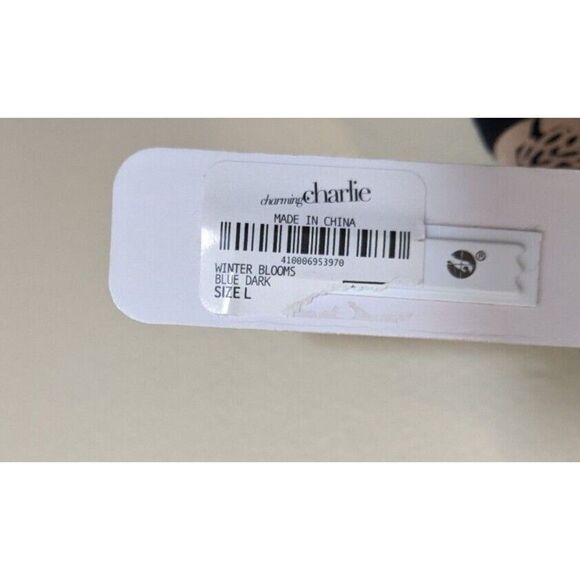 charming charlie
MADE IN CHINA
410006953970
WINTER BLOOMS
BLUE DARK
SIZE L
®